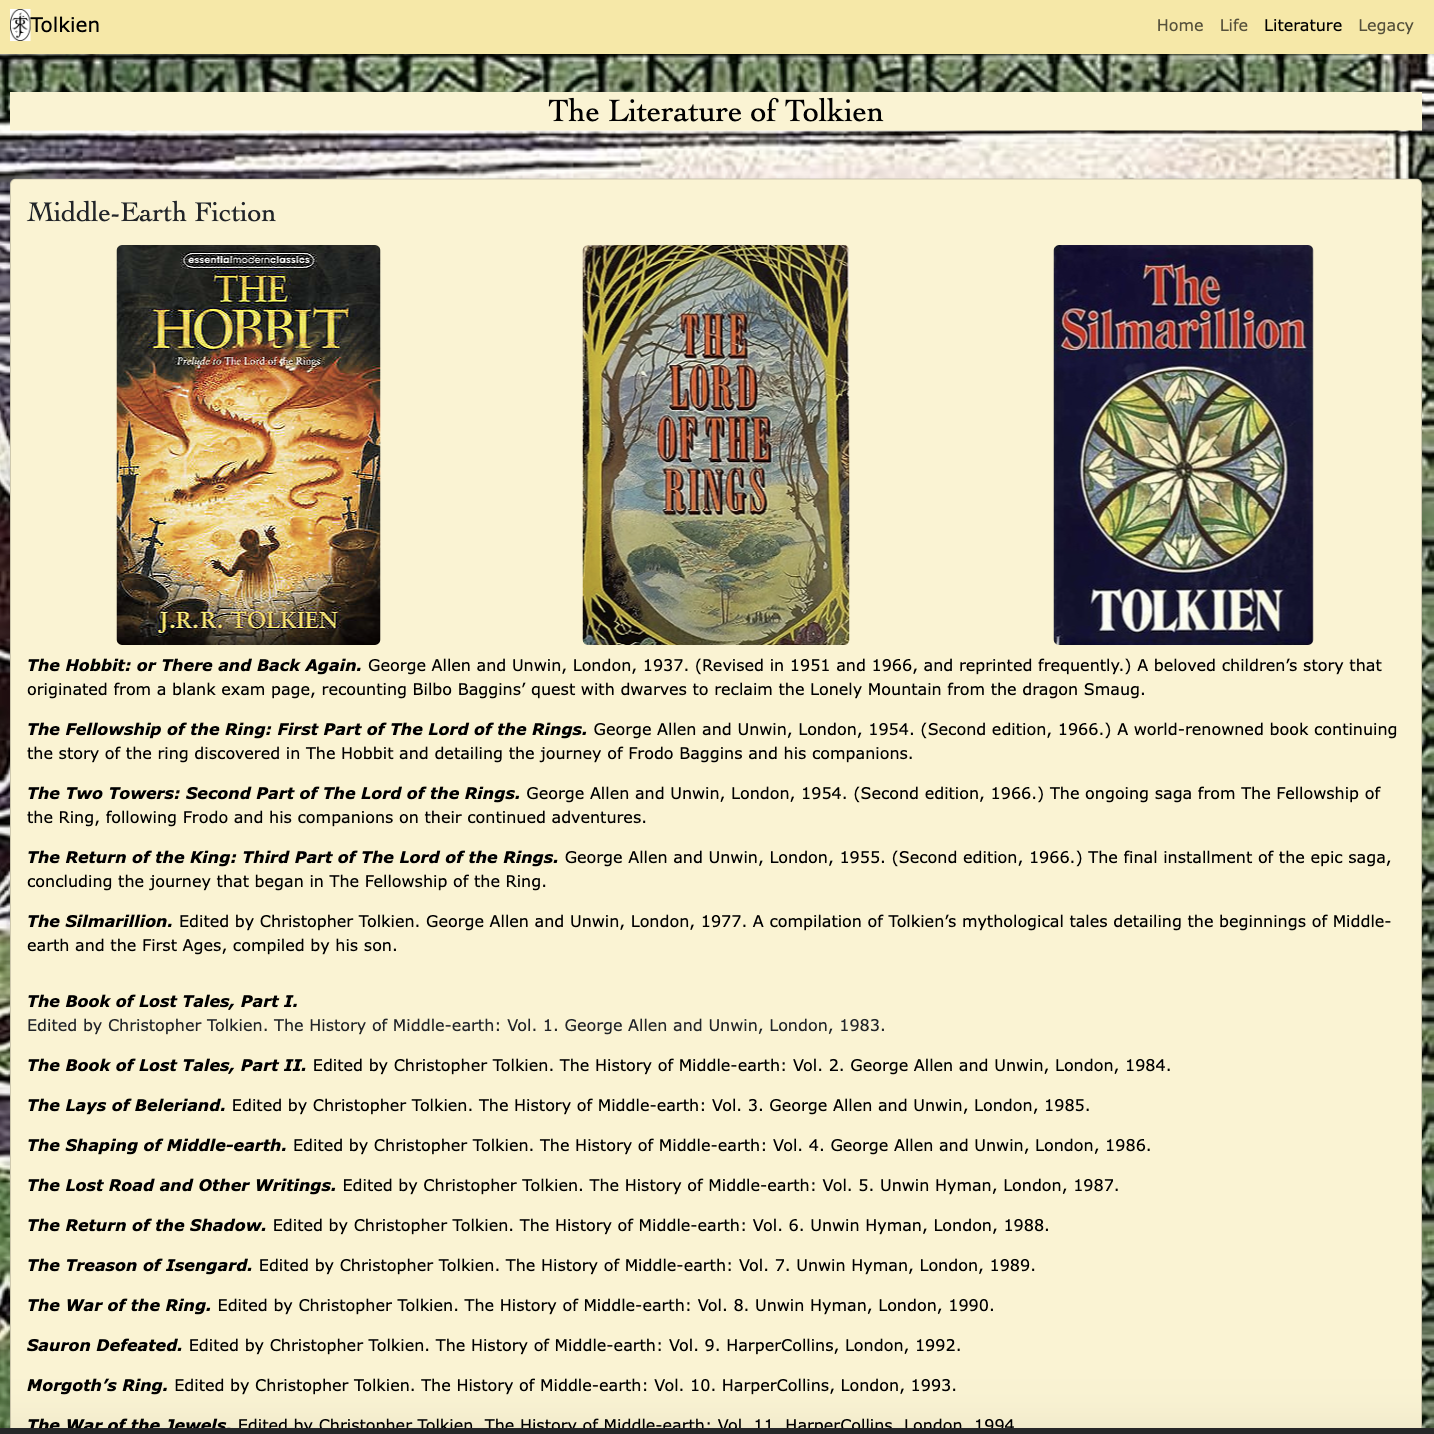 Tolkien
Home Life Literature Legacy
The Literature of Tolkien
Middle-Earth Fiction
essentialmodernclassics
THE
HOBBIT
Prelude to The Lord of the Rings
J.R.R. TOLKIEN
THE
LORD
OF THE
RINGS
The
Silmarillion
TOLKIEN
The Hobbit: or There and Back Again. George Allen and Unwin, London, 1937. (Revised in 1951 and 1966, and reprinted frequently.) A beloved children’s story that
originated from a blank exam page, recounting Bilbo Baggins’ quest with dwarves to reclaim the Lonely Mountain from the dragon Smaug.
The Fellowship of the Ring: First Part of The Lord of the Rings. George Allen and Unwin, London, 1954. (Second edition, 1966.) A world-renowned book continuing
the story of the ring discovered in The Hobbit and detailing the journey of Frodo Baggins and his companions.
The Two Towers: Second Part of The Lord of the Rings. George Allen and Unwin, London, 1954. (Second edition, 1966.) The ongoing saga from The Fellowship of
the Ring, following Frodo and his companions on their continued adventures.
The Return of the King: Third Part of The Lord of the Rings. George Allen and Unwin, London, 1955. (Second edition, 1966.) The final installment of the epic saga,
concluding the journey that began in The Fellowship of the Ring.
The Silmarillion. Edited by Christopher Tolkien. George Allen and Unwin, London, 1977. A compilation of Tolkien’s mythological tales detailing the beginnings of Middle-
earth and the First Ages, compiled by his son.
The Book of Lost Tales, Part I.
Edited by Christopher Tolkien. The History of Middle-earth: Vol. 1. George Allen and Unwin, London, 1983.
The Book of Lost Tales, Part II. Edited by Christopher Tolkien. The History of Middle-earth: Vol. 2. George Allen and Unwin, London, 1984.
The Lays of Beleriand. Edited by Christopher Tolkien. The History of Middle-earth: Vol. 3. George Allen and Unwin, London, 1985.
The Shaping of Middle-earth. Edited by Christopher Tolkien. The History of Middle-earth: Vol. 4. George Allen and Unwin, London, 1986.
The Lost Road and Other Writings. Edited by Christopher Tolkien. The History of Middle-earth: Vol. 5. Unwin Hyman, London, 1987.
The Return of the Shadow. Edited by Christopher Tolkien. The History of Middle-earth: Vol. 6. Unwin Hyman, London, 1988.
The Treason of Isengard. Edited by Christopher Tolkien. The History of Middle-earth: Vol. 7. Unwin Hyman, London, 1989.
The War of the Ring. Edited by Christopher Tolkien. The History of Middle-earth: Vol. 8. Unwin Hyman, London, 1990.
Sauron Defeated. Edited by Christopher Tolkien. The History of Middle-earth: Vol. 9. HarperCollins, London, 1992.
Morgoth’s Ring. Edited by Christopher Tolkien. The History of Middle-earth: Vol. 10. HarperCollins, London, 1993.
The War of the Jewels. Edited by Christopher Tolkien. The History of Middle-earth: Vol. 11. HarperCollins, London, 1994.